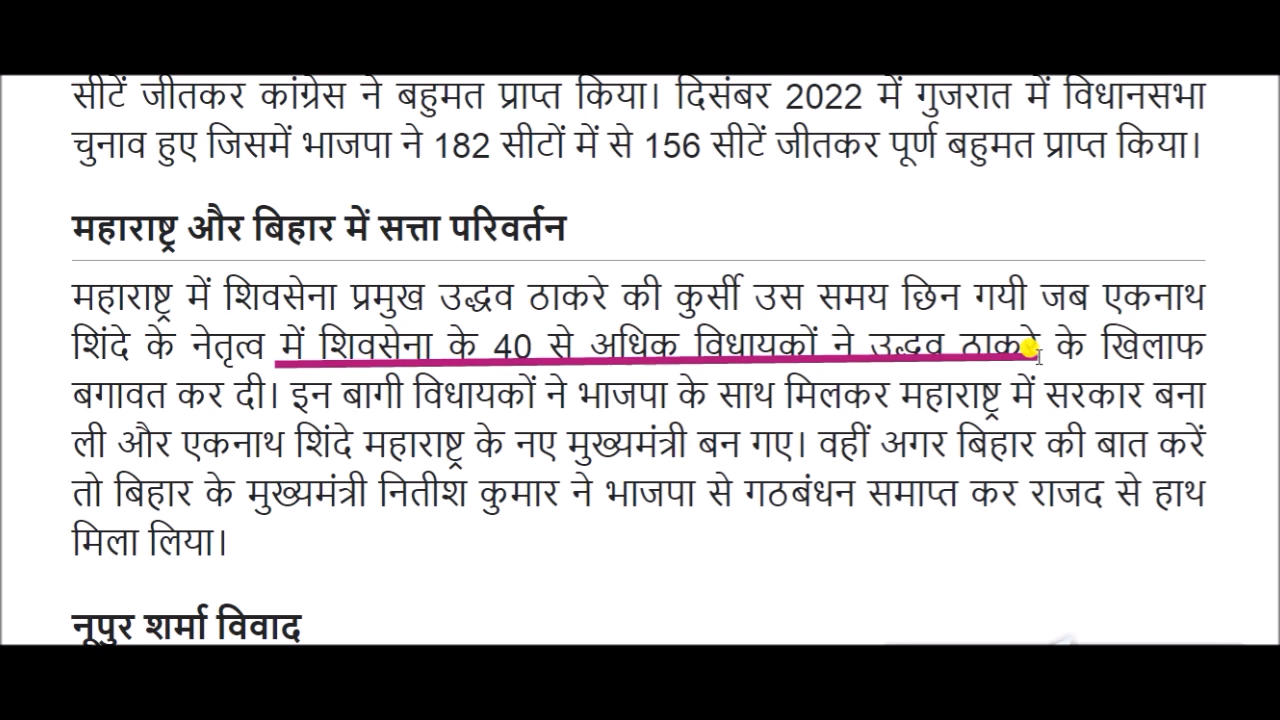 सीटें जीतकर कांग्रेस ने बहुमत प्राप्त किया। दिसंबर 2022 में गुजरात में विधानसभा
चुनाव हुए जिसमें भाजपा ने 182 सीटों में से 156 सीटें जीतकर पूर्ण बहुमत प्राप्त किया।
महाराष्ट्र और बिहार में सत्ता परिवर्तन
महाराष्ट्र में शिवसेना प्रमुख उद्धव ठाकरे की कुर्सी उस समय छिन गयी जब एकनाथ
शिंदे के नेतृत्व में शिवसेना के 40 से अधिक विधायकों ने उद्धव ठाकरे के खिलाफ
बगावत कर दी। इन बागी विधायकों ने भाजपा के साथ मिलकर महाराष्ट्र में सरकार बना
ली और एकनाथ शिंदे महाराष्ट्र के नए मुख्यमंत्री बन गए। वहीं अगर बिहार की बात करें
तो बिहार के मुख्यमंत्री नितीश कुमार ने भाजपा से गठबंधन समाप्त कर राजद से हाथ
मिला लिया।
नूपुर शर्मा विवाद